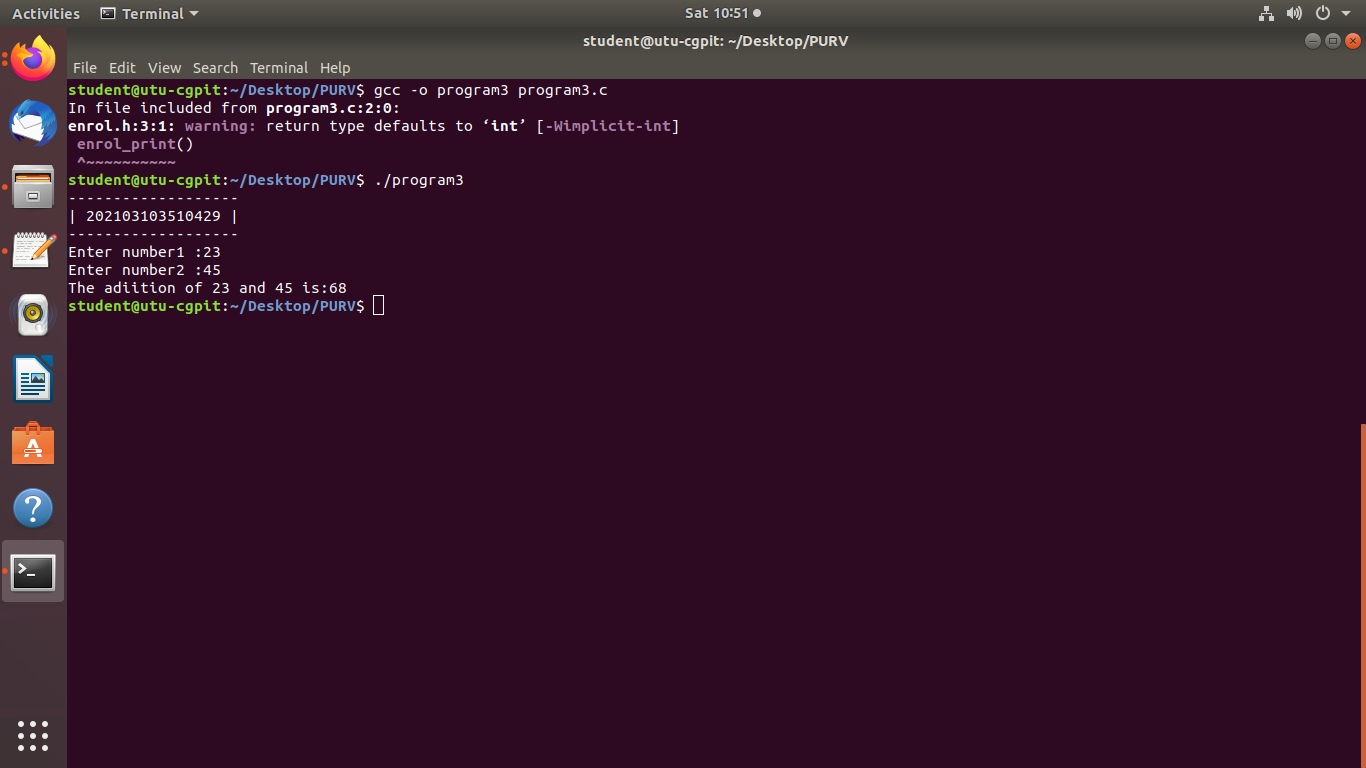 Activities Terminal Sat 10:51
student@utu-cgpit: ~/Desktop/PURV
File Edit View Search Terminal Help
student@utu-cgpit:~/Desktop/PURV$ gcc -o program3 program3.c
In file included from program3.c:2:0:
enrol.h:3:1: warning: return type defaults to ‘int’ [-Wimplicit-int]
 enrol_print()
 ^~~~~~~~~~~
student@utu-cgpit:~/Desktop/PURV$ ./program3
-------------------
| 202103103510429 |
-------------------
Enter number1 :23
Enter number2 :45
The adiition of 23 and 45 is:68
student@utu-cgpit:~/Desktop/PURV$